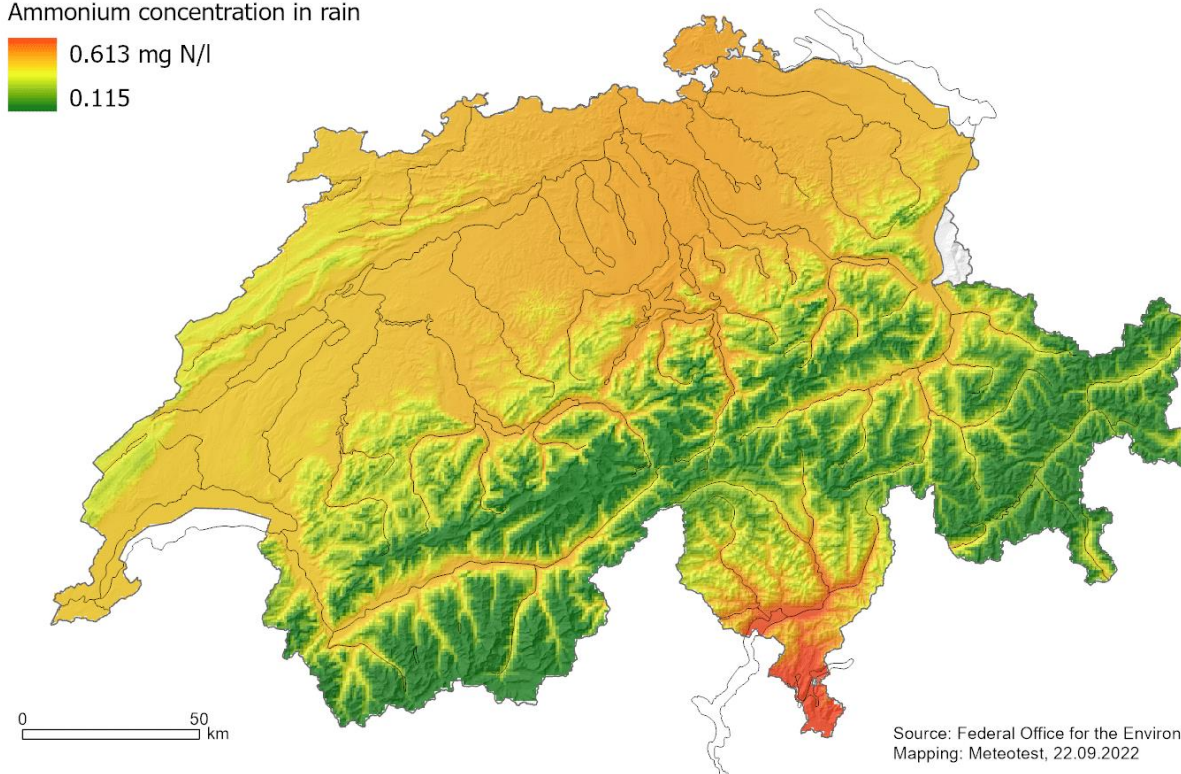 Ammonium concentration in rain
0.613 mg N/l
0.115
0 50
km
Source: Federal Office for the Environ
Mapping: Meteotest, 22.09.2022